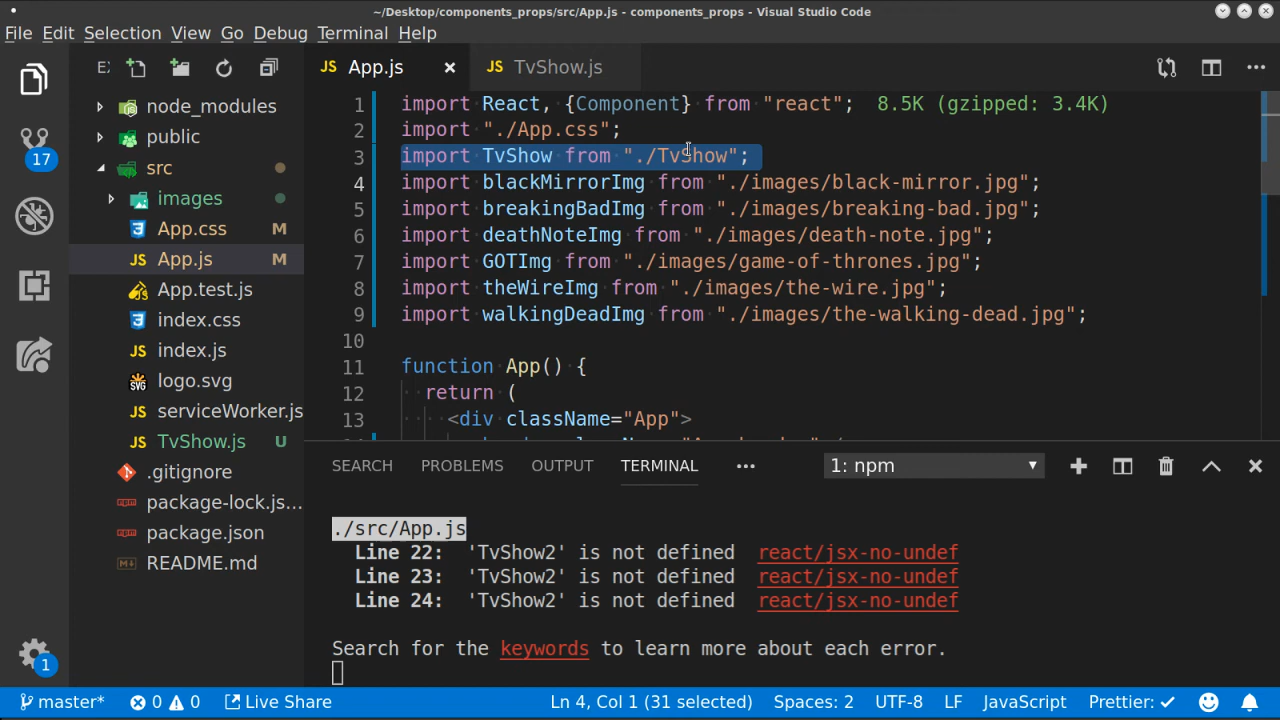 ~/Desktop/components_props/src/App.js - components_props - Visual Studio Code
File Edit Selection View Go Debug Terminal Help
E:
JS App.js
JS TvShow.js
node_modules
public
src
images
App.css M
JS App.js M
App.test.js
index.css
JS index.js
logo.svg
JS serviceWorker.js
JS TvShow.js U
.gitignore
package-lock.js...
package.json
README.md
17
1
1 import React, {Component} from "react"; 8.5K (gzipped: 3.4K)
2 import "./App.css";
3 import TvShow from "./TvShow";
4 import blackMirrorImg from "./images/black-mirror.jpg";
5 import breakingBadImg from "./images/breaking-bad.jpg";
6 import deathNoteImg from "./images/death-note.jpg";
7 import GOTImg from "./images/game-of-thrones.jpg";
8 import theWireImg from "./images/the-wire.jpg";
9 import walkingDeadImg from "./images/the-walking-dead.jpg";
10
11 function App() {
12 return (
13 <div className="App">
SEARCH PROBLEMS OUTPUT TERMINAL ••• 1: npm
./src/App.js
Line 22: 'TvShow2' is not defined react/jsx-no-undef
Line 23: 'TvShow2' is not defined react/jsx-no-undef
Line 24: 'TvShow2' is not defined react/jsx-no-undef
Search for the keywords to learn more about each error.
master* 0 0 Live Share Ln 4, Col 1 (31 selected) Spaces: 2 UTF-8 LF JavaScript Prettier: ✓